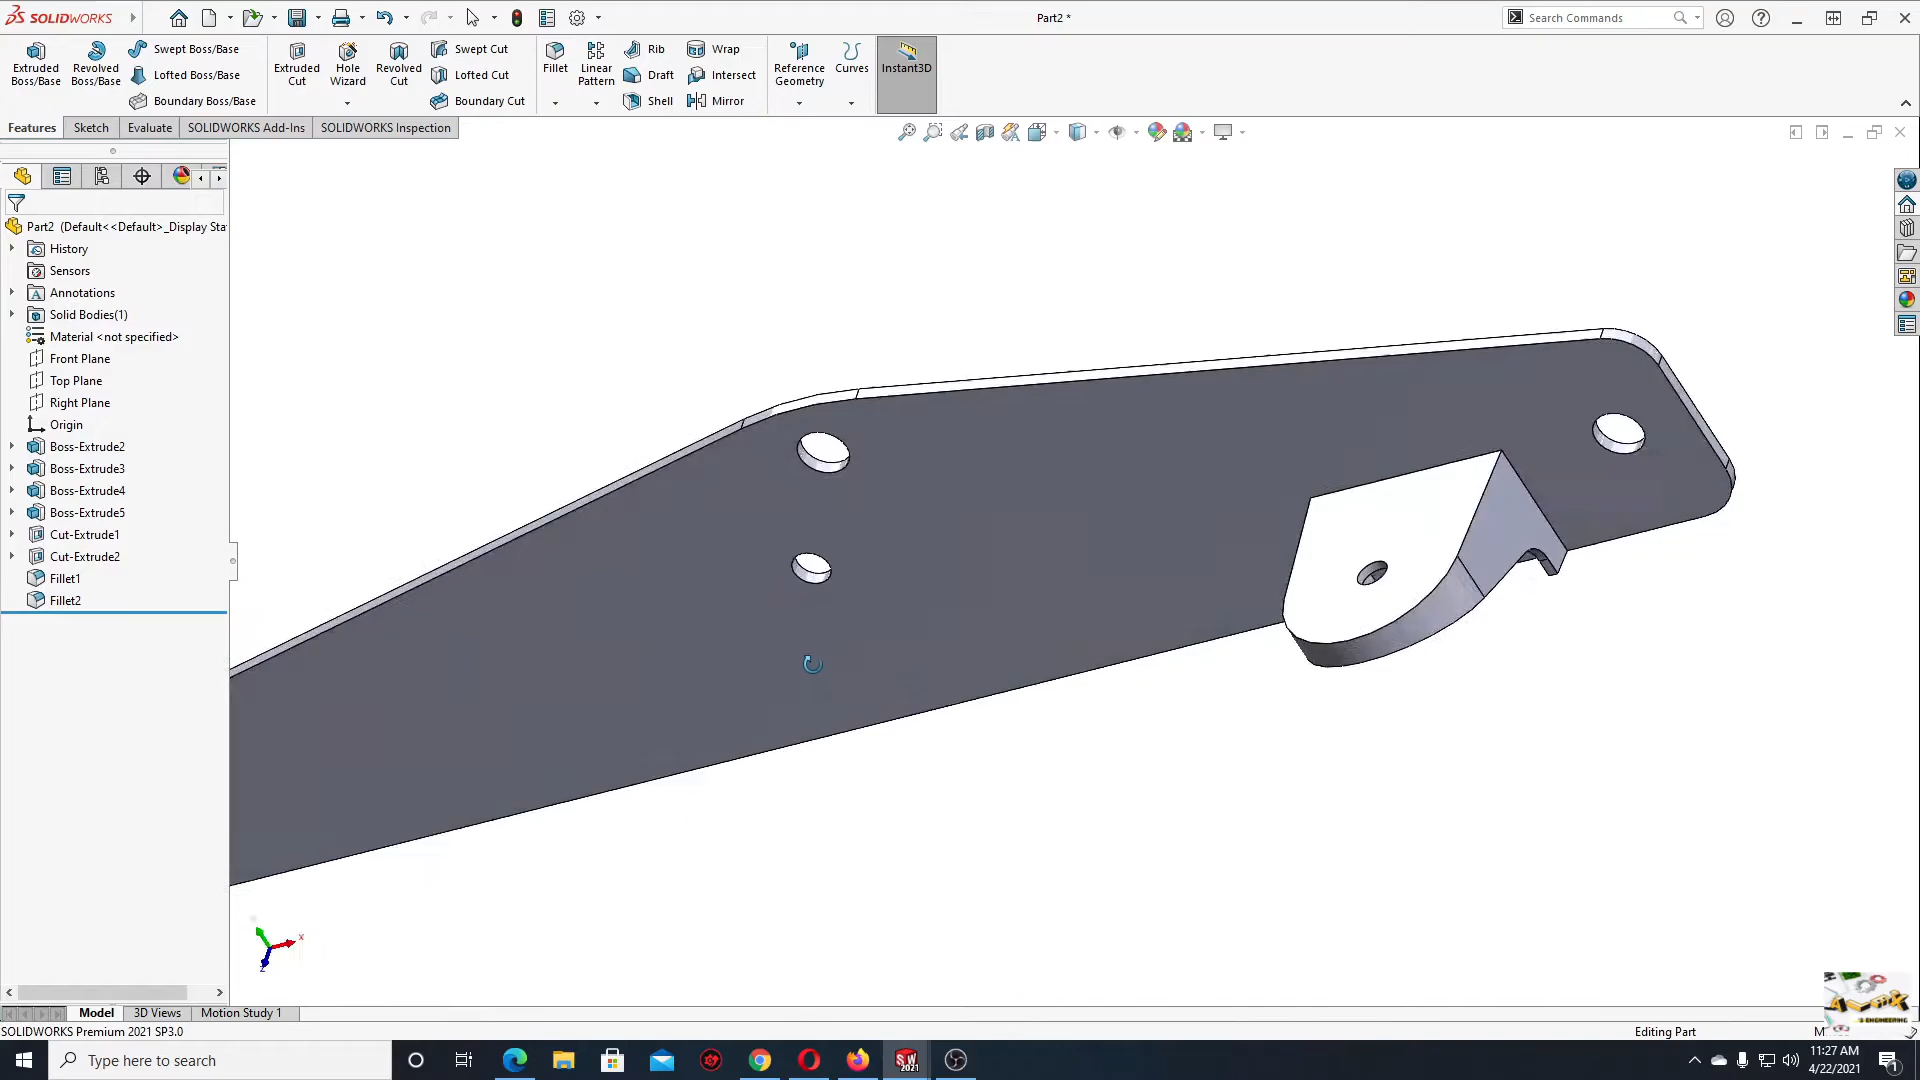 SOLIDWORKS
Part2 *
Search Commands
Extruded Boss/Base
Revolved Boss/Base
Swept Boss/Base
Lofted Boss/Base
Boundary Boss/Base
Extruded Cut
Hole Wizard
Revolved Cut
Swept Cut
Lofted Cut
Boundary Cut
Fillet
Linear Pattern
Rib
Draft
Shell
Wrap
Intersect
Mirror
Reference Geometry
Curves
Instant3D
Features
Sketch
Evaluate
SOLIDWORKS Add-Ins
SOLIDWORKS Inspection
Part2 (Default<<Default>_Display Sta
History
Sensors
Annotations
Solid Bodies(1)
Material <not specified>
Front Plane
Top Plane
Right Plane
Origin
Boss-Extrude2
Boss-Extrude3
Boss-Extrude4
Boss-Extrude5
Cut-Extrude1
Cut-Extrude2
Fillet1
Fillet2
x
z
Model
3D Views
Motion Study 1
SOLIDWORKS Premium 2021 SP3.0
Editing Part
M
'S ENGINEERING
Type here to search
SW
2021
11:27 AM
4/22/2021
1